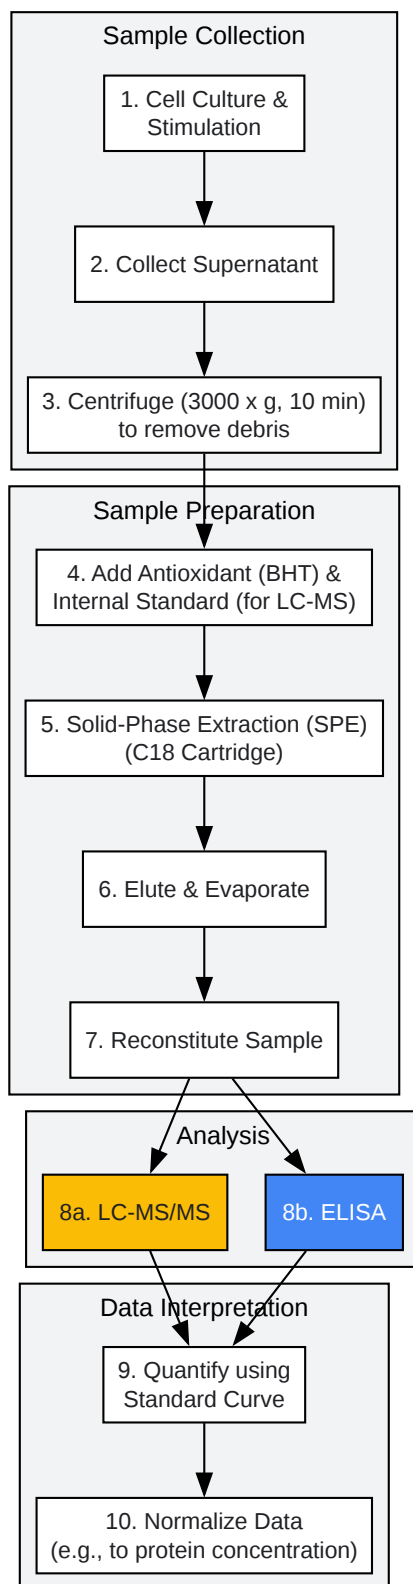 Sample Collection
1. Cell Culture &
Stimulation
2. Collect Supernatant
3. Centrifuge (3000 x g, 10 min)
to remove debris
Sample Preparation
4. Add Antioxidant (BHT) &
Internal Standard (for LC-MS)
5. Solid-Phase Extraction (SPE)
(C18 Cartridge)
6. Elute & Evaporate
7. Reconstitute Sample
Analysis
8a. LC-MS/MS
8b. ELISA
Data Interpretation
9. Quantify using
Standard Curve
10. Normalize Data
(e.g., to protein concentration)